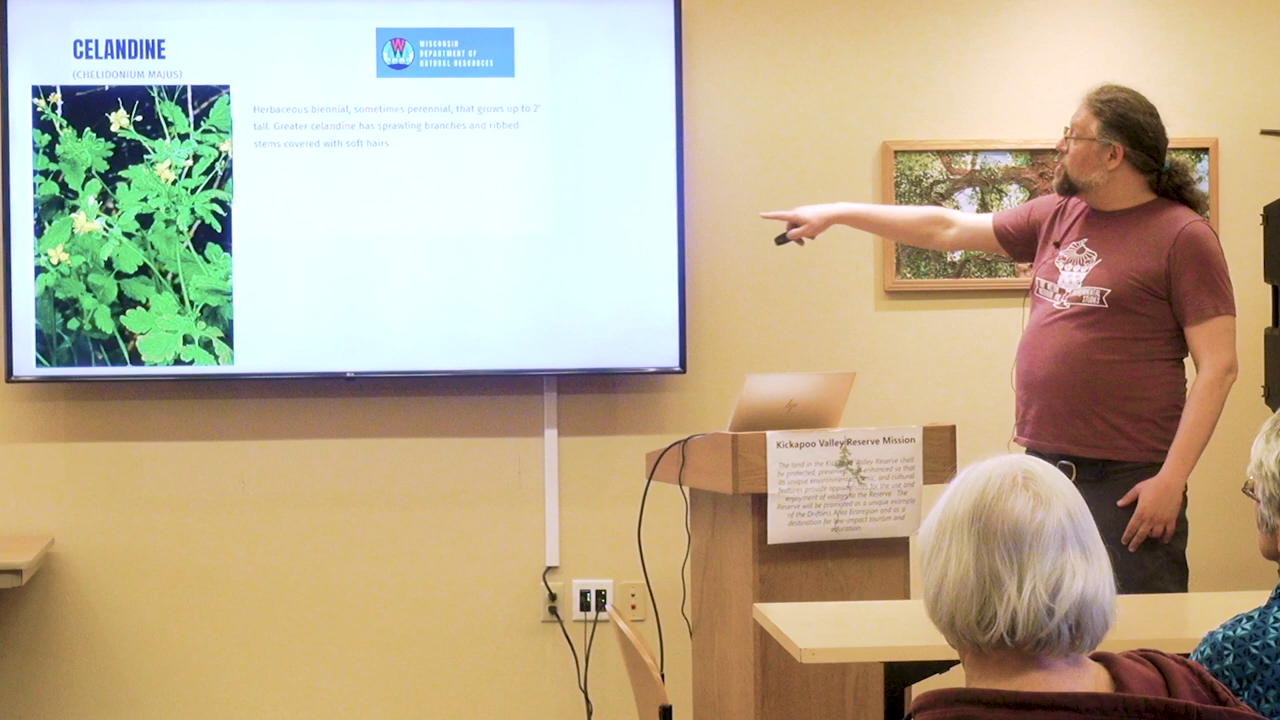 CELANDINE
(CHELIDONIUM MAJUS)
WISCONSIN
DEPARTMENT OF
NATURAL RESOURCES
Herbaceous biennial, sometimes perennial, that grows up to 2'
tall. Greater celandine has sprawling branches and ribbed
stems covered with soft hairs
Kickapoo Valley Reserve Mission
The land in the Kickapoo Valley Reserve shall
be protected, preserved enhanced so that
its unique environmental, scenic, and cultural
features provide opportunities for the use and
enjoyment of visitors to the Reserve. The
Reserve will be promoted as a unique example
of the Driftless Area Ecoregion and as a
destination for low-impact tourism and
education.
hp